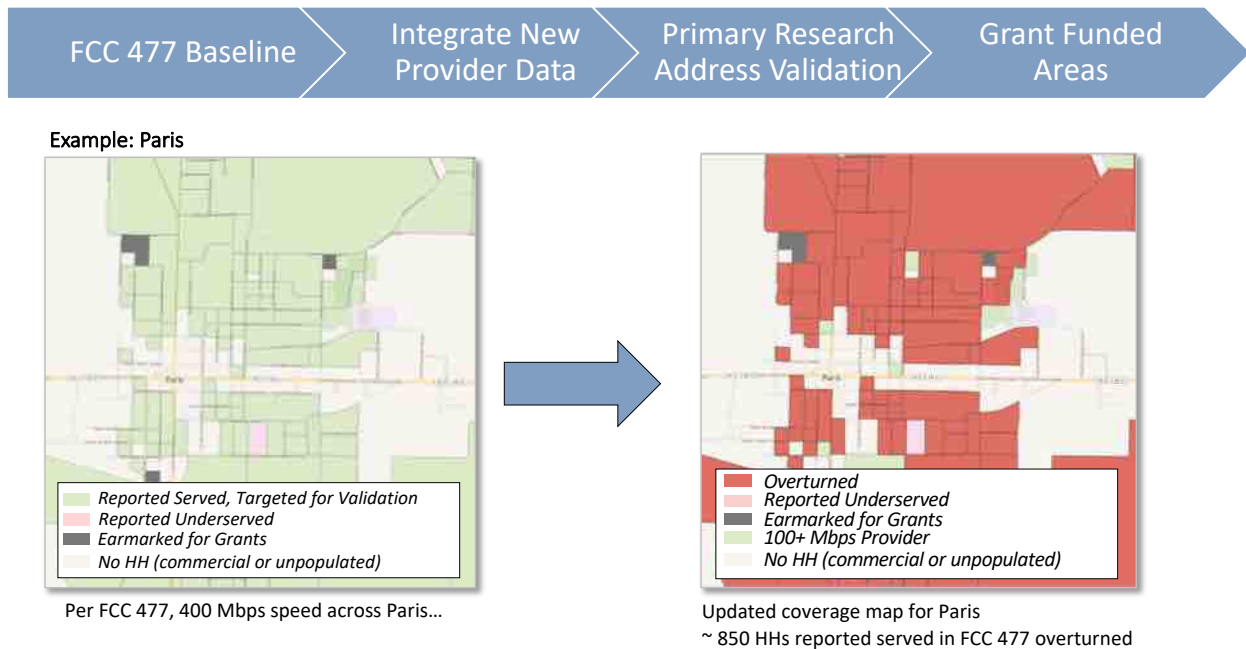 FCC 477 Baseline
Integrate New
Provider Data
Primary Research
Address Validation
Grant Funded
Areas
Example: Paris
Paris
Reported Served, Targeted for Validation
Reported Underserved
Earmarked for Grants
No HH (commercial or unpopulated)
Per FCC 477, 400 Mbps speed across Paris...
Paris
Overturned
Reported Underserved
Earmarked for Grants
100+ Mbps Provider
No HH (commercial or unpopulated)
Updated coverage map for Paris
~ 850 HHs reported served in FCC 477 overturned